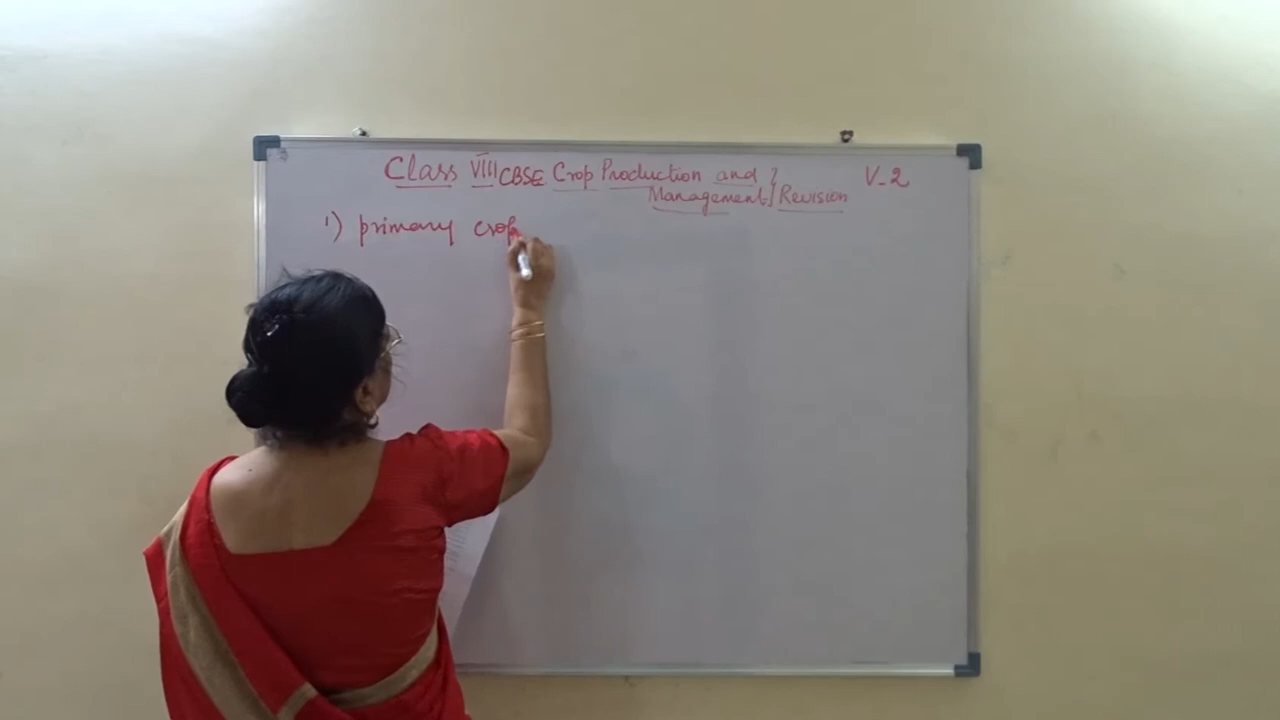 Class VIII CBSE Crop Production and
Management / Revision
V-2
1) primary crop